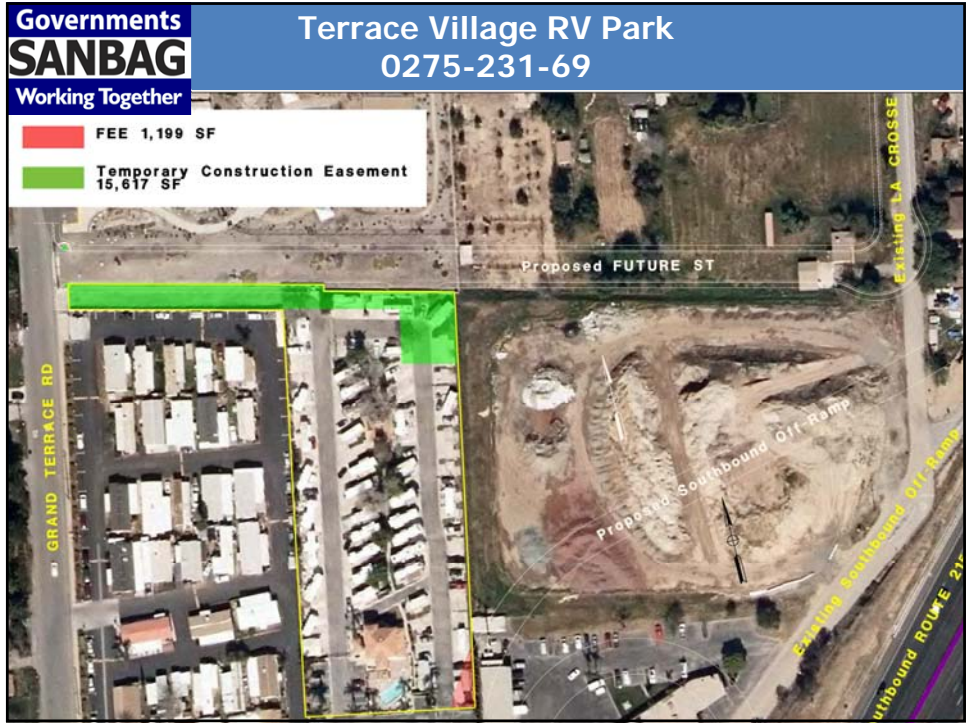 Governments
SANBAG
Working Together
Terrace Village RV Park
0275-231-69
FEE 1,199 SF
Temporary Construction Easement
15,617 SF
Existing LA CROSSE
Proposed FUTURE ST
GRAND TERRACE RD
Proposed Southbound Off-Ramp
Existing Southbound Off-Ramp
uthbound ROUTE 215